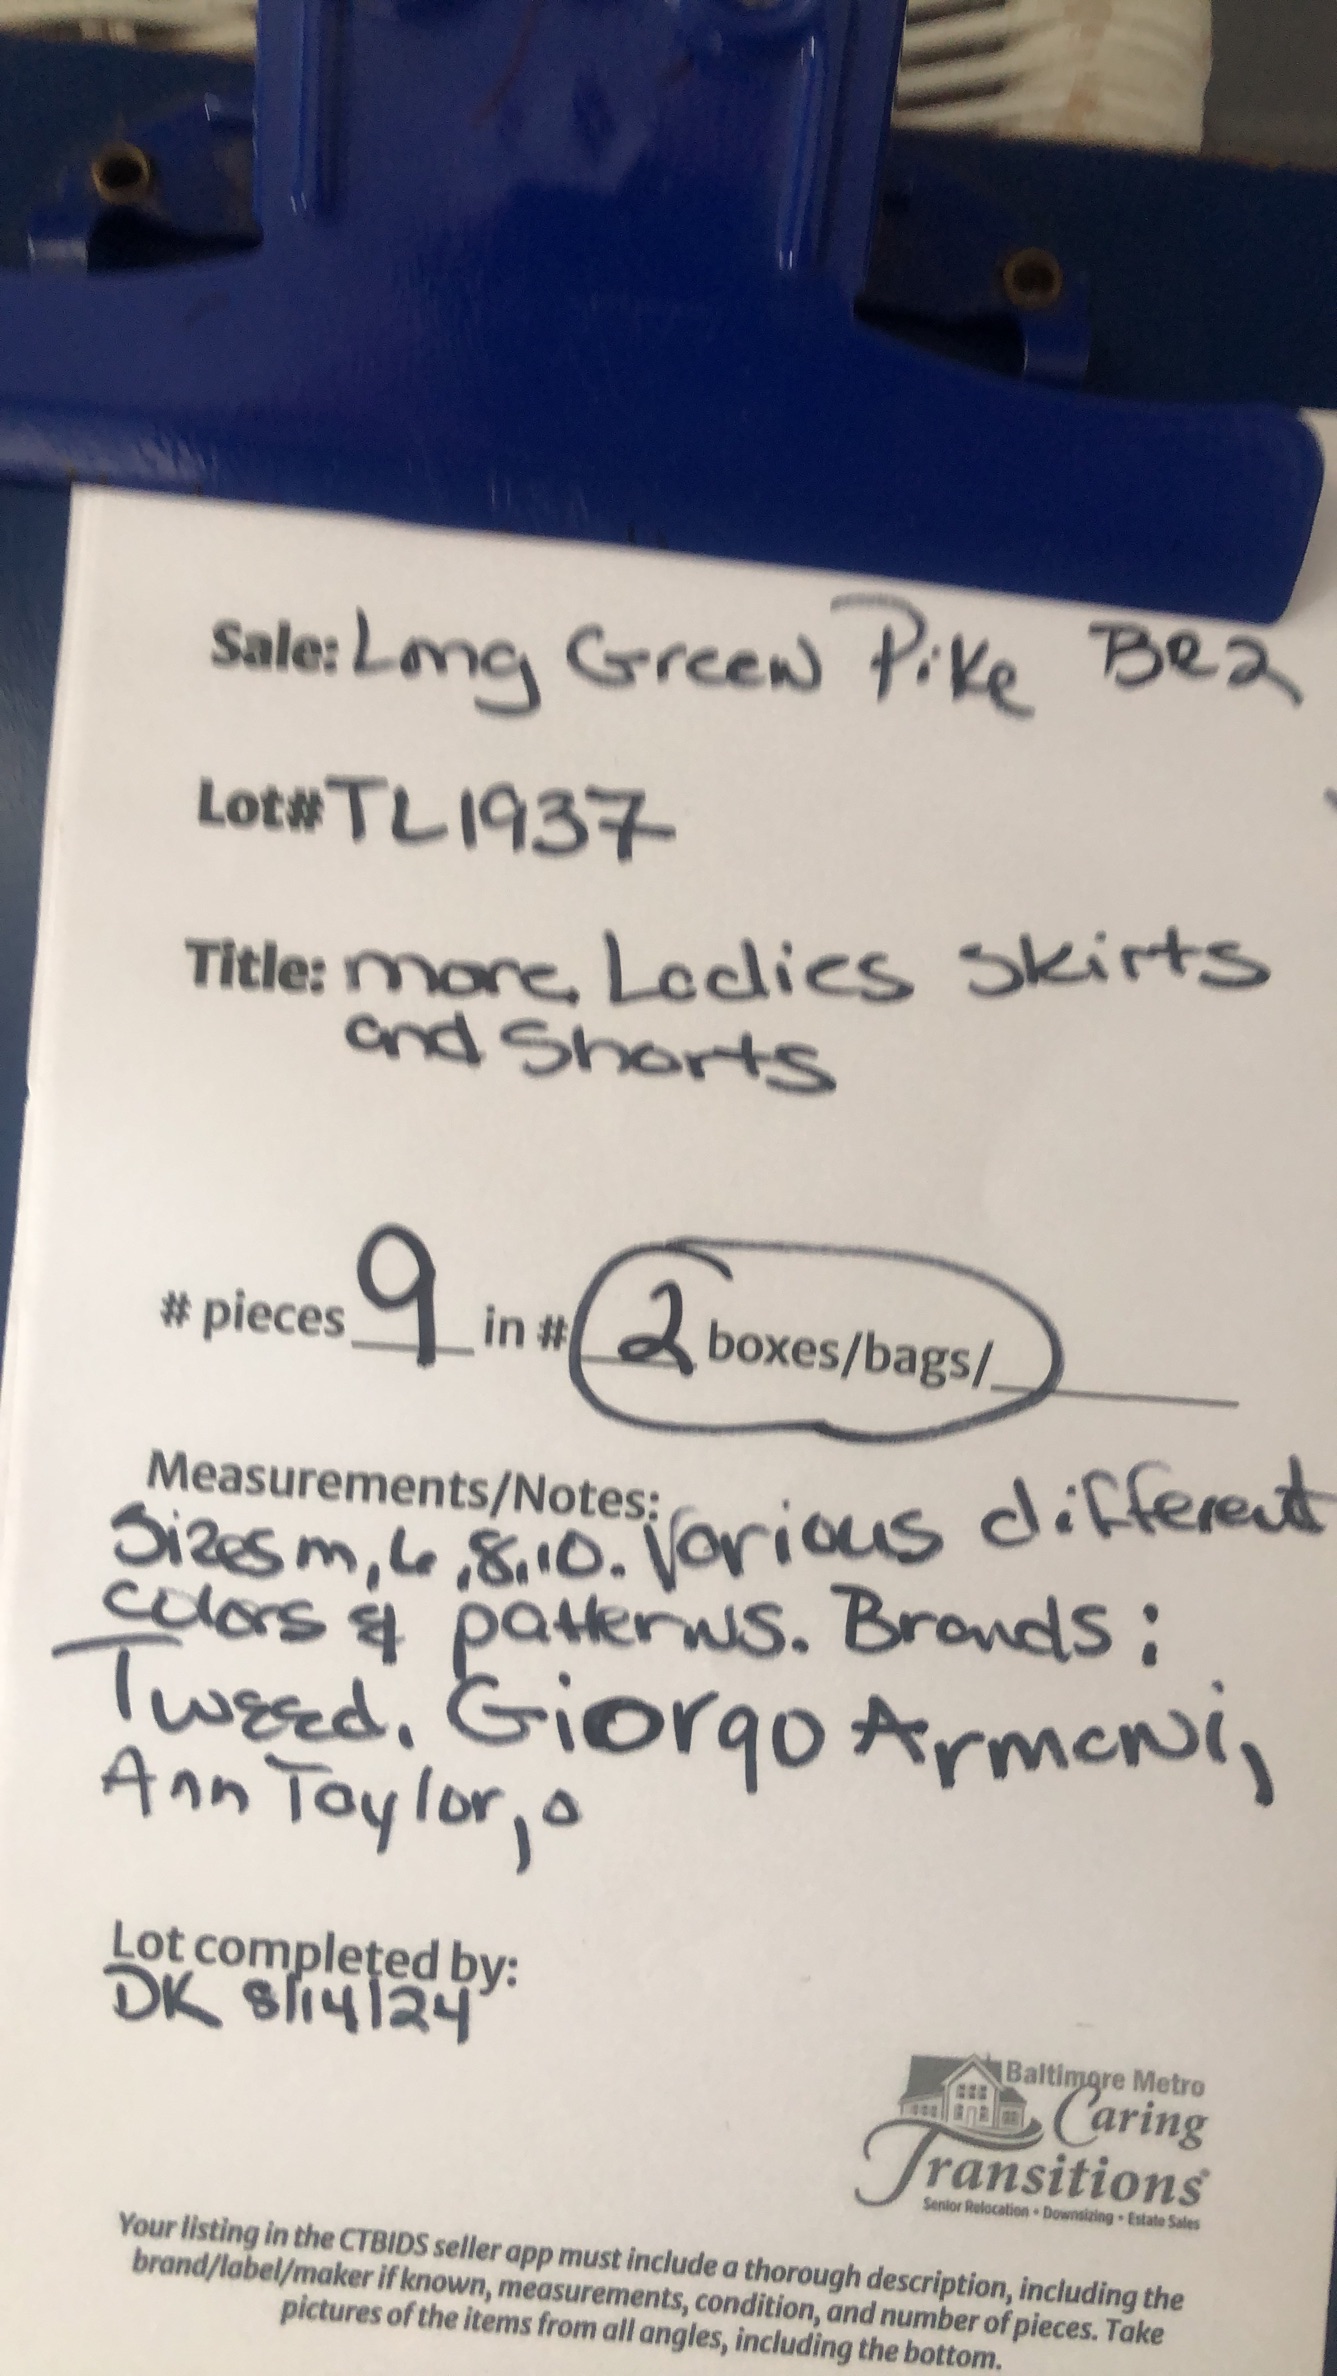 Sale: Long Green Pike BR2
Lot# TL1937
Title: more Ladies Skirts
and Shorts
# pieces 9 in # 2 boxes/bags/
Measurements/Notes: Various different
Sizes m, 6, 8, 10.
colors & patterns. Brands:
Tweed, Giorgo Armani,
Ann Taylor,
Lot completed by:
DK 8/14/24
Baltimore Metro
Caring
Transitions
Senior Relocation • Downsizing • Estate Sales
Your listing in the CTBIDS seller app must include a thorough description, including the
brand/label/maker if known, measurements, condition, and number of pieces. Take
pictures of the items from all angles, including the bottom.